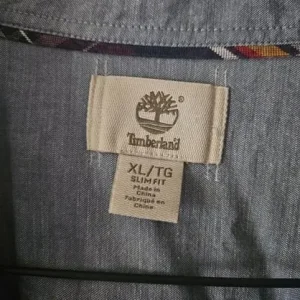 Timberland
XL/TG
SLIM FIT
Made in
China
Fabriqué en
Chine